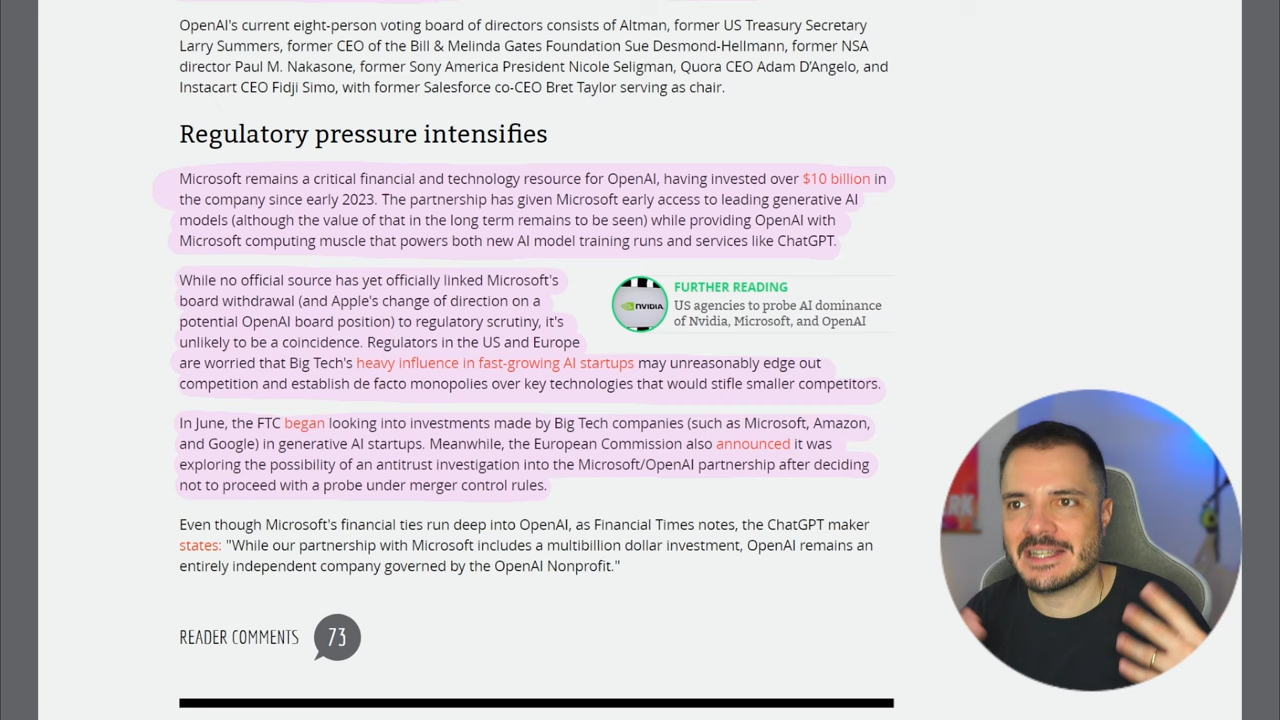 OpenAI's current eight-person voting board of directors consists of Altman, former US Treasury Secretary
Larry Summers, former CEO of the Bill & Melinda Gates Foundation Sue Desmond-Hellmann, former NSA
director Paul M. Nakasone, former Sony America President Nicole Seligman, Quora CEO Adam D'Angelo, and
Instacart CEO Fidji Simo, with former Salesforce co-CEO Bret Taylor serving as chair.
Regulatory pressure intensifies
Microsoft remains a critical financial and technology resource for OpenAI, having invested over $10 billion in
the company since early 2023. The partnership has given Microsoft early access to leading generative AI
models (although the value of that in the long term remains to be seen) while providing OpenAI with
Microsoft computing muscle that powers both new AI model training runs and services like ChatGPT.
While no official source has yet officially linked Microsoft's
board withdrawal (and Apple's change of direction on a
potential OpenAI board position) to regulatory scrutiny, it's
unlikely to be a coincidence. Regulators in the US and Europe
are worried that Big Tech's heavy influence in fast-growing AI startups may unreasonably edge out
competition and establish de facto monopolies over key technologies that would stifle smaller competitors.
NVIDIA
FURTHER READING
US agencies to probe AI dominance
of Nvidia, Microsoft, and OpenAI
In June, the FTC began looking into investments made by Big Tech companies (such as Microsoft, Amazon,
and Google) in generative AI startups. Meanwhile, the European Commission also announced it was
exploring the possibility of an antitrust investigation into the Microsoft/OpenAI partnership after deciding
not to proceed with a probe under merger control rules.
Even though Microsoft's financial ties run deep into OpenAI, as Financial Times notes, the ChatGPT maker
states: "While our partnership with Microsoft includes a multibillion dollar investment, OpenAI remains an
entirely independent company governed by the OpenAI Nonprofit."
READER COMMENTS 73